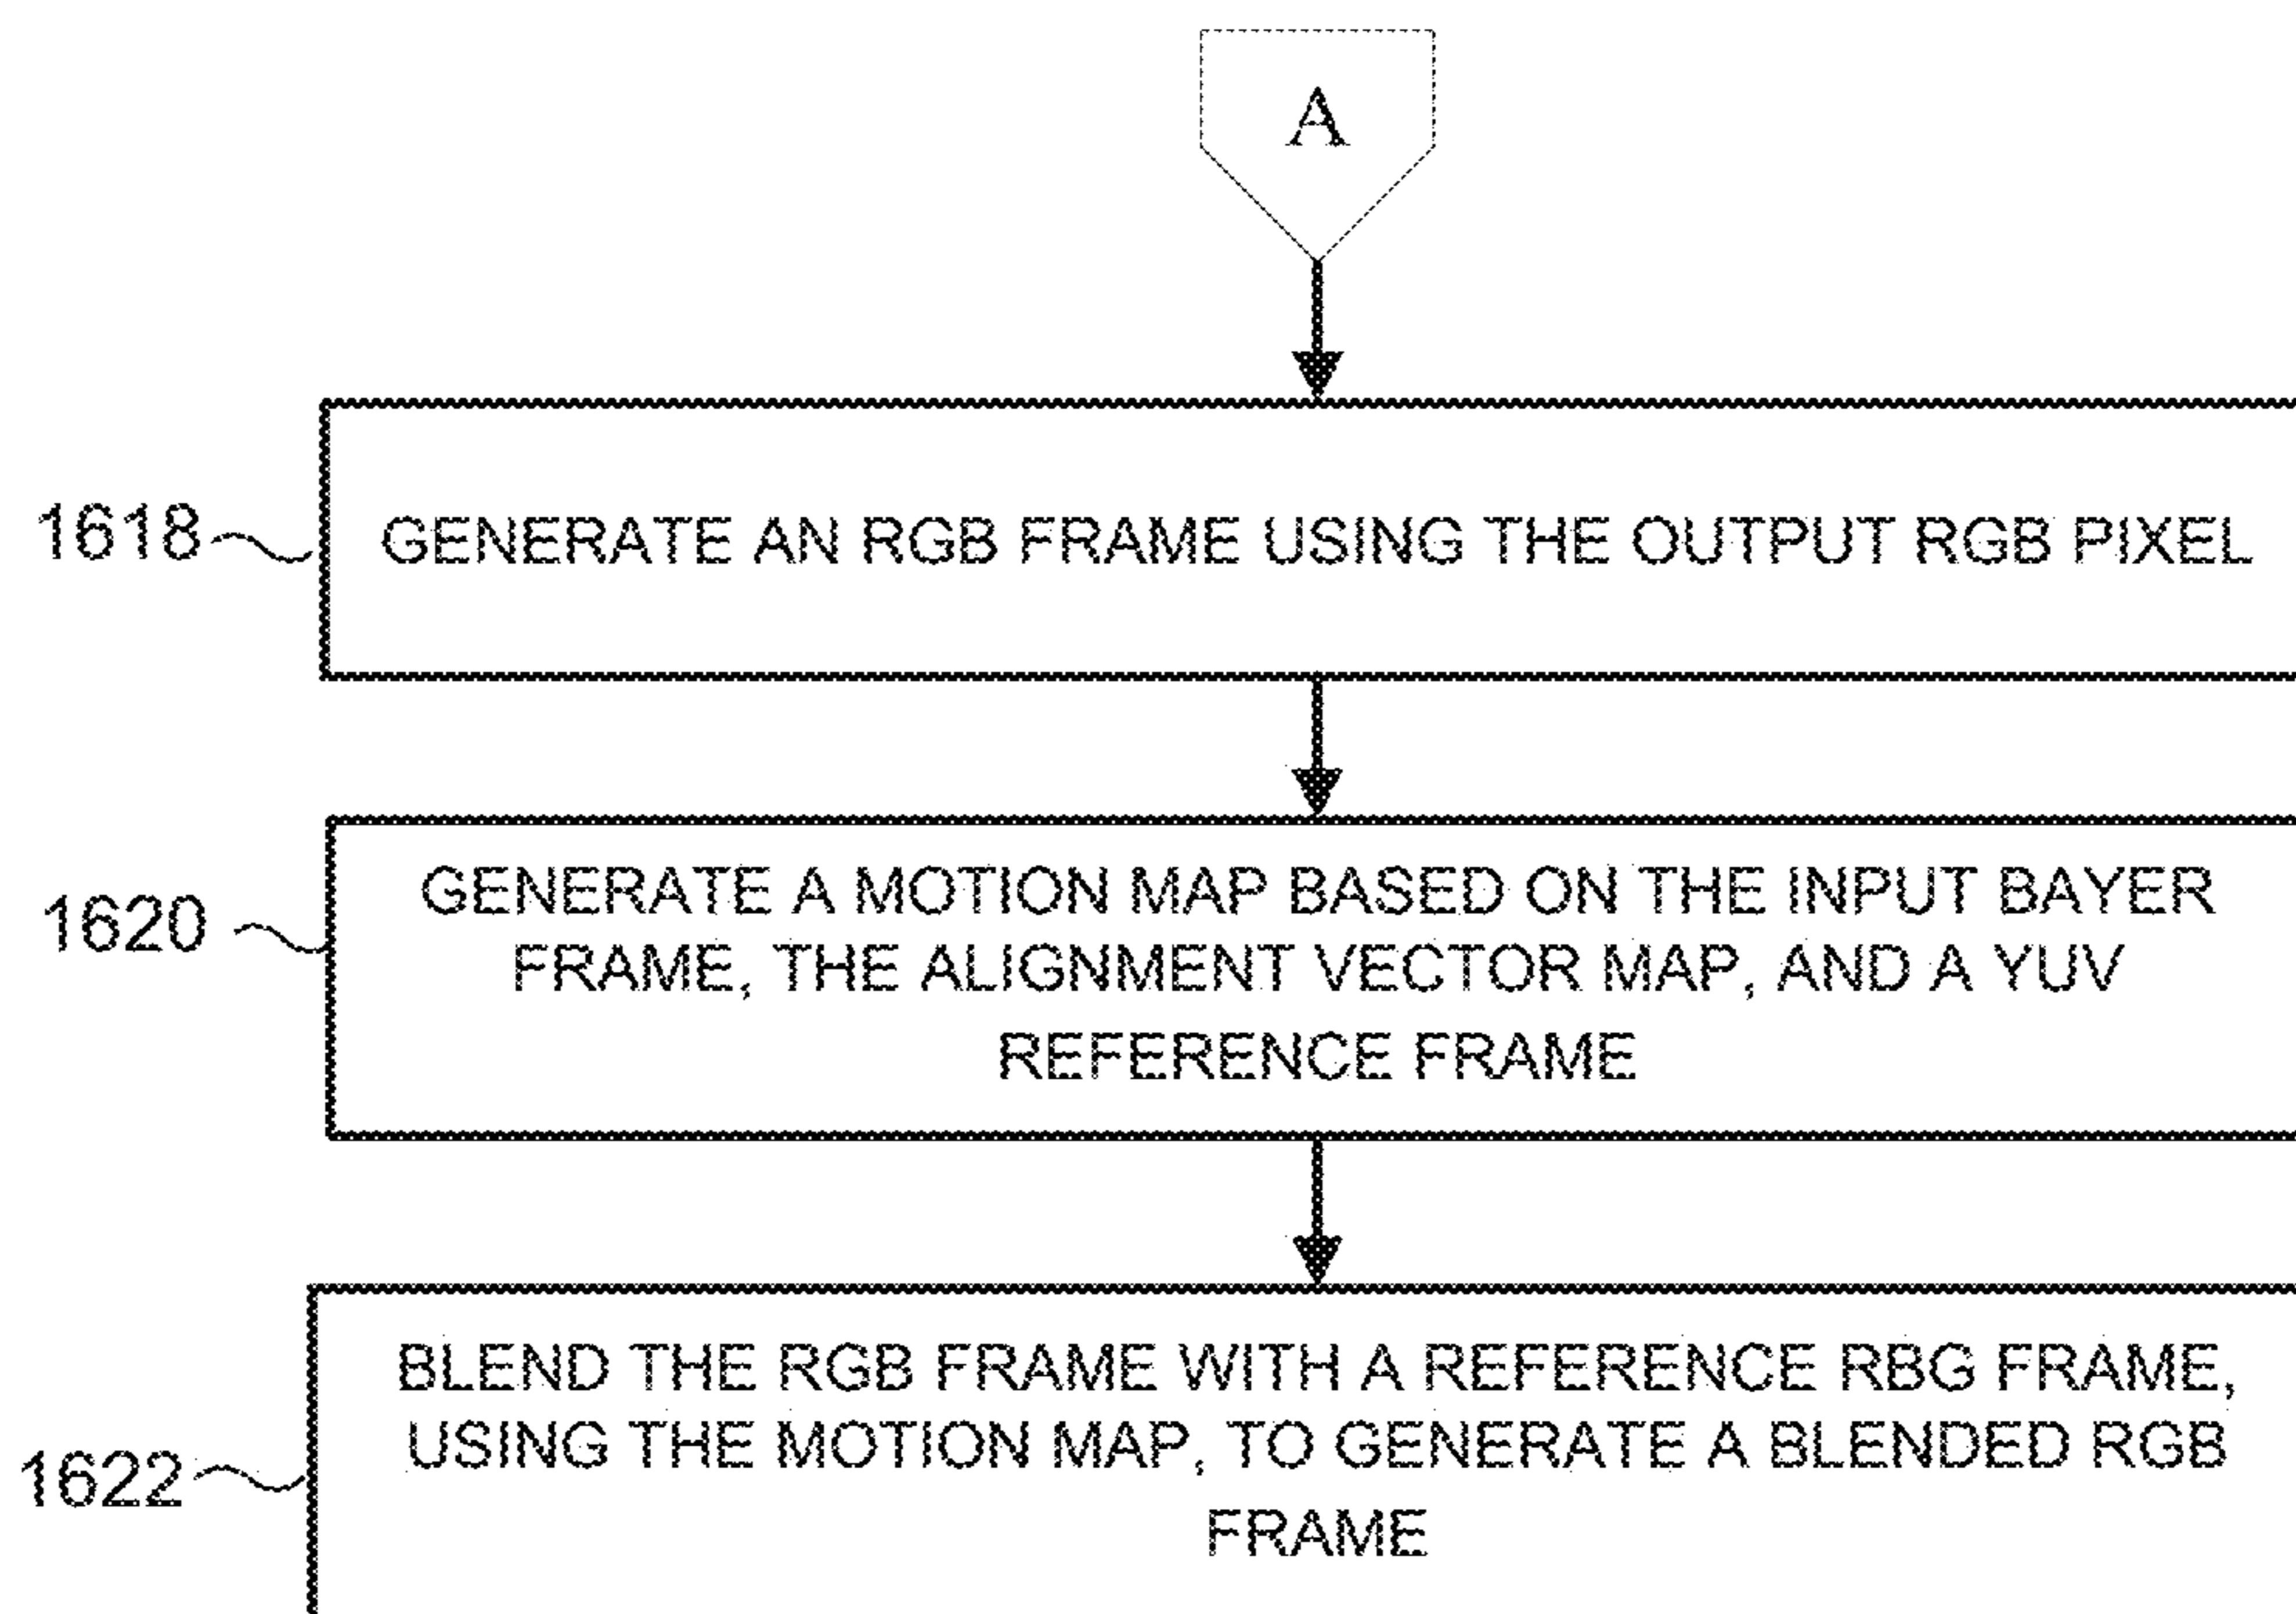 A
1618
GENERATE AN RGB FRAME USING THE OUTPUT RGB PIXEL
1620
GENERATE A MOTION MAP BASED ON THE INPUT BAYER
FRAME, THE ALIGNMENT VECTOR MAP, AND A YUV
REFERENCE FRAME
1622
BLEND THE RGB FRAME WITH A REFERENCE RBG FRAME,
USING THE MOTION MAP, TO GENERATE A BLENDED RGB
FRAME